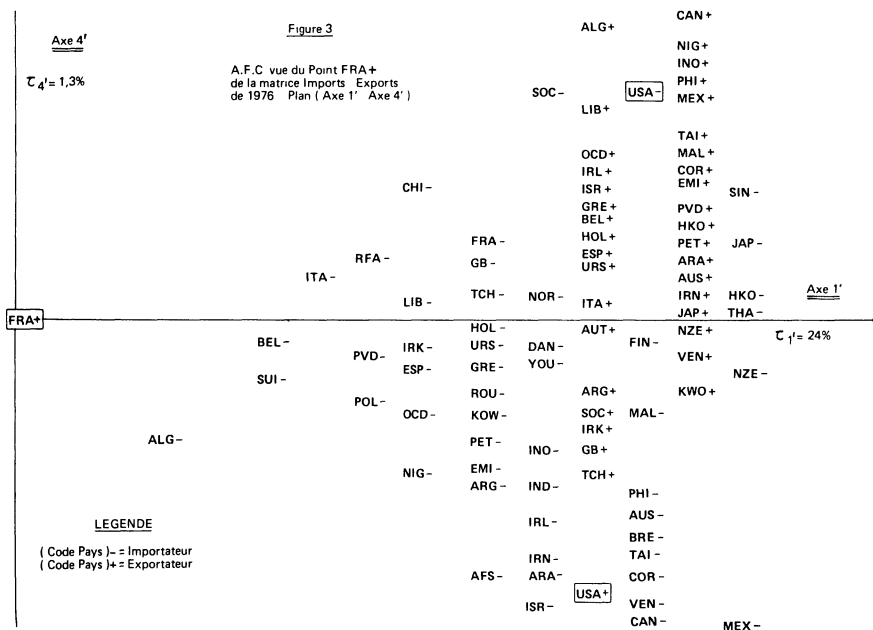 Figure 3
Axe 4'
τ4' = 1,3%
A.F.C vue du Point FRA+
de la matrice Imports Exports
de 1976 Plan ( Axe 1' Axe 4' )
CAN+
ALG+
NIG+
INO+
PHI+
SOC–
USA–
MEX+
LIB+
TAI+
OCD+
MAL+
IRL+
COR+
EMI+
CHI–
ISR+
SIN–
GRE+
PVD+
BEL+
HKO+
FRA–
HOL+
PET+
JAP–
RFA–
GB–
ESP+
ARA+
URS+
ITA–
AUS+
LIB–
TCH–
NOR–
ITA+
IRN+
HKO–
Axe 1'
JAP+
THA–
FRA+
HOL–
AUT+
NZE+
τ1' = 24%
BEL–
IRK–
URS–
DAN–
FIN–
PVD–
VEN+
ESP–
GRE–
YOU–
NZE–
SUI–
ROU–
ARG+
KWO+
POL–
OCD–
KOW–
SOC+
MAL–
IRK+
ALG–
PET–
INO–
GB+
NIG–
EMI–
TCH+
ARG–
IND–
PHI–
LEGENDE
IRL–
AUS–
BRE–
( Code Pays )– = Importateur
IRN–
TAI–
( Code Pays )+ = Exportateur
AFS–
ARA–
COR–
USA+
ISR–
VEN–
CAN–
MEX–